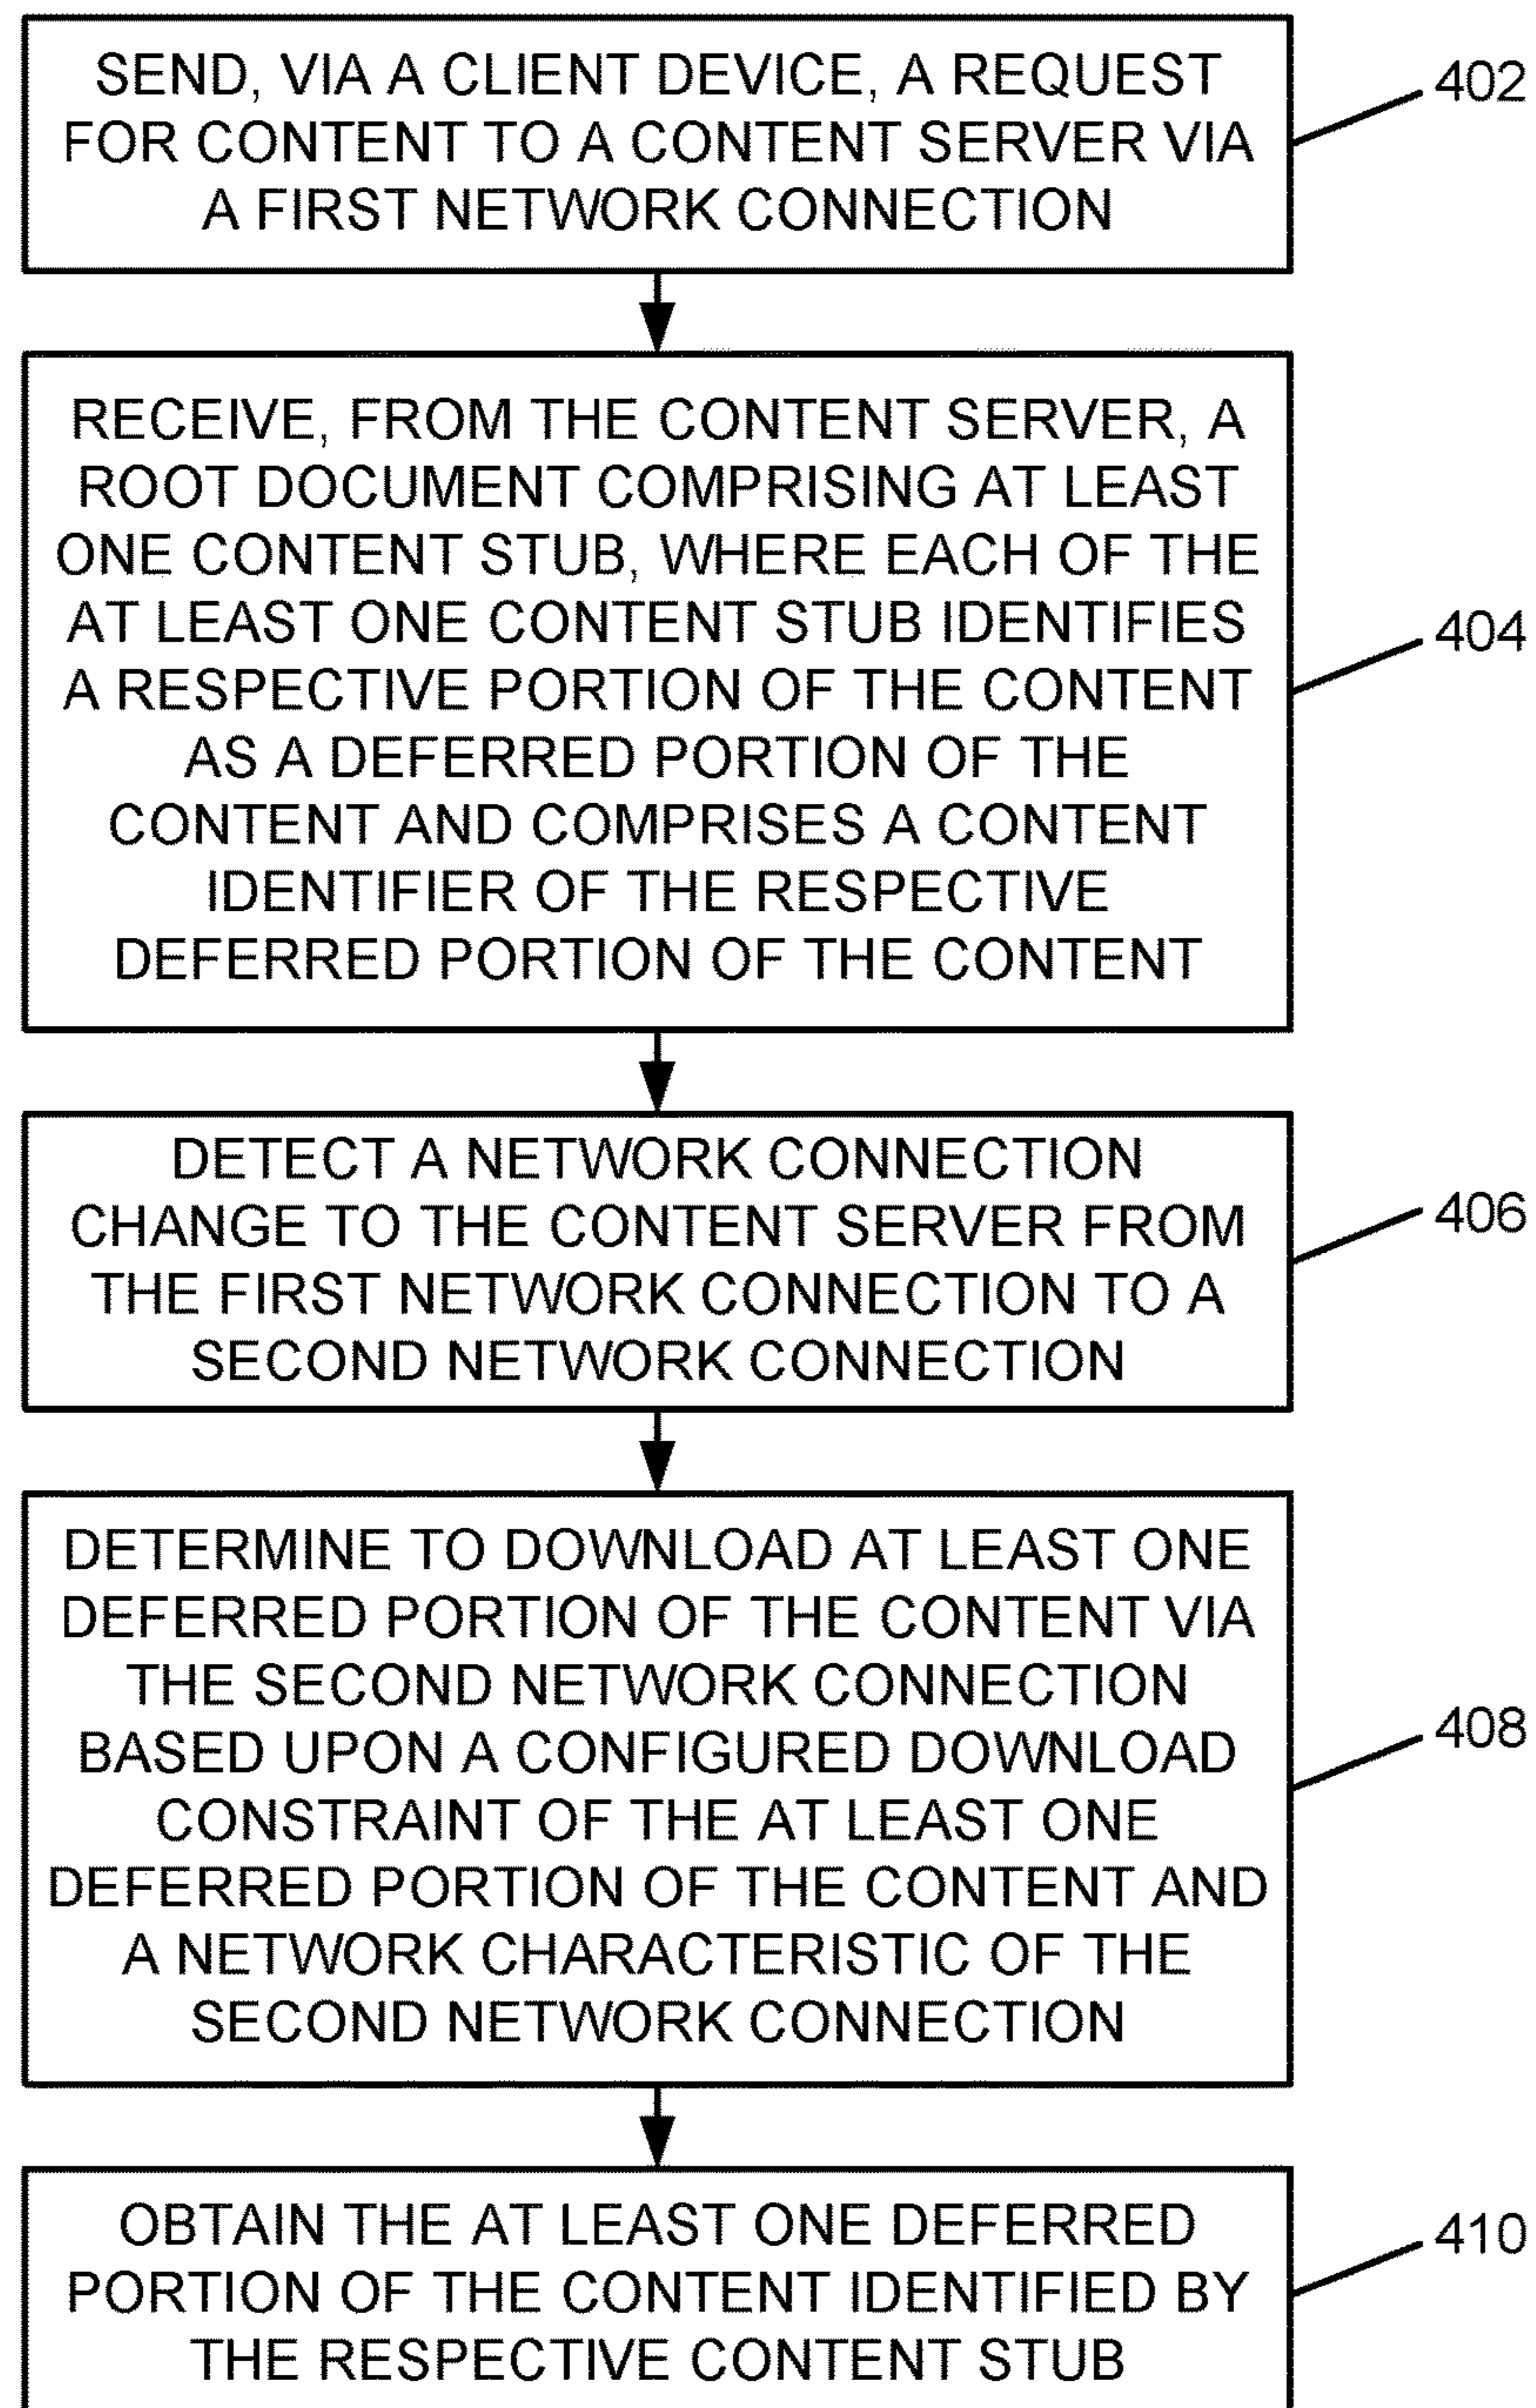 SEND, VIA A CLIENT DEVICE, A REQUEST
FOR CONTENT TO A CONTENT SERVER VIA
A FIRST NETWORK CONNECTION
402
RECEIVE, FROM THE CONTENT SERVER, A
ROOT DOCUMENT COMPRISING AT LEAST
ONE CONTENT STUB, WHERE EACH OF THE
AT LEAST ONE CONTENT STUB IDENTIFIES
A RESPECTIVE PORTION OF THE CONTENT
AS A DEFERRED PORTION OF THE
CONTENT AND COMPRISES A CONTENT
IDENTIFIER OF THE RESPECTIVE
DEFERRED PORTION OF THE CONTENT
404
DETECT A NETWORK CONNECTION
CHANGE TO THE CONTENT SERVER FROM
THE FIRST NETWORK CONNECTION TO A
SECOND NETWORK CONNECTION
406
DETERMINE TO DOWNLOAD AT LEAST ONE
DEFERRED PORTION OF THE CONTENT VIA
THE SECOND NETWORK CONNECTION
BASED UPON A CONFIGURED DOWNLOAD
CONSTRAINT OF THE AT LEAST ONE
DEFERRED PORTION OF THE CONTENT AND
A NETWORK CHARACTERISTIC OF THE
SECOND NETWORK CONNECTION
408
OBTAIN THE AT LEAST ONE DEFERRED
PORTION OF THE CONTENT IDENTIFIED BY
THE RESPECTIVE CONTENT STUB
410